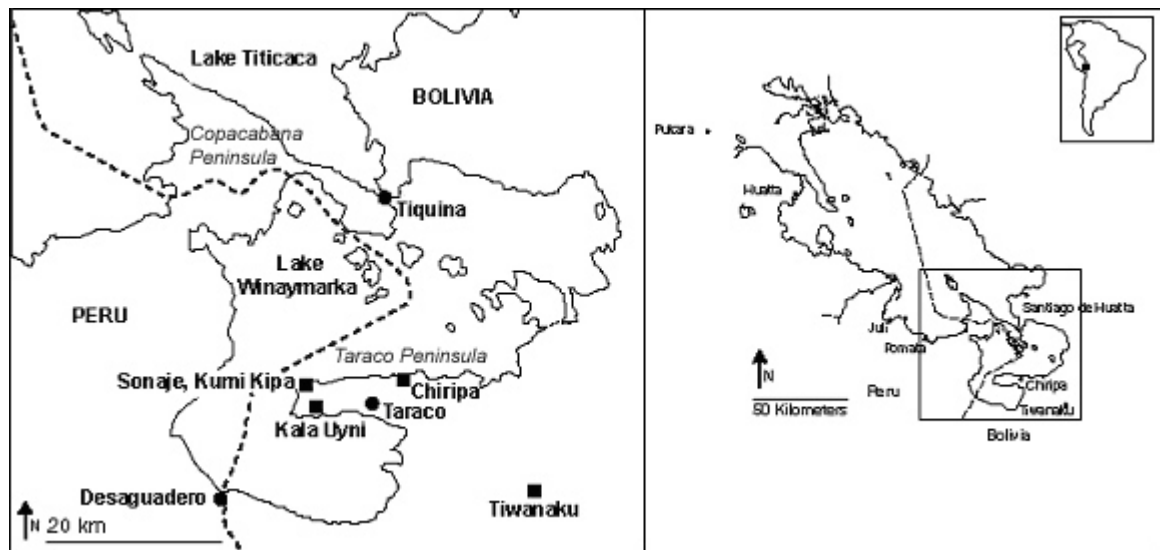 Lake Titicaca
BOLIVIA
Copacabana
Peninsula
Tiquina
Lake
Winaymarka
PERU
Taraco Peninsula
Sonaje, Kumi Kipa
Chiripa
Taraco
Kala Uyni
Desaguadero
Tiwanaku
N 20 km
Pukara
Huatta
Santiago de Huatta
Juli
Pomata
N
50 Kilometers
Peru
Chiripa
Tiwanaku
Bolivia